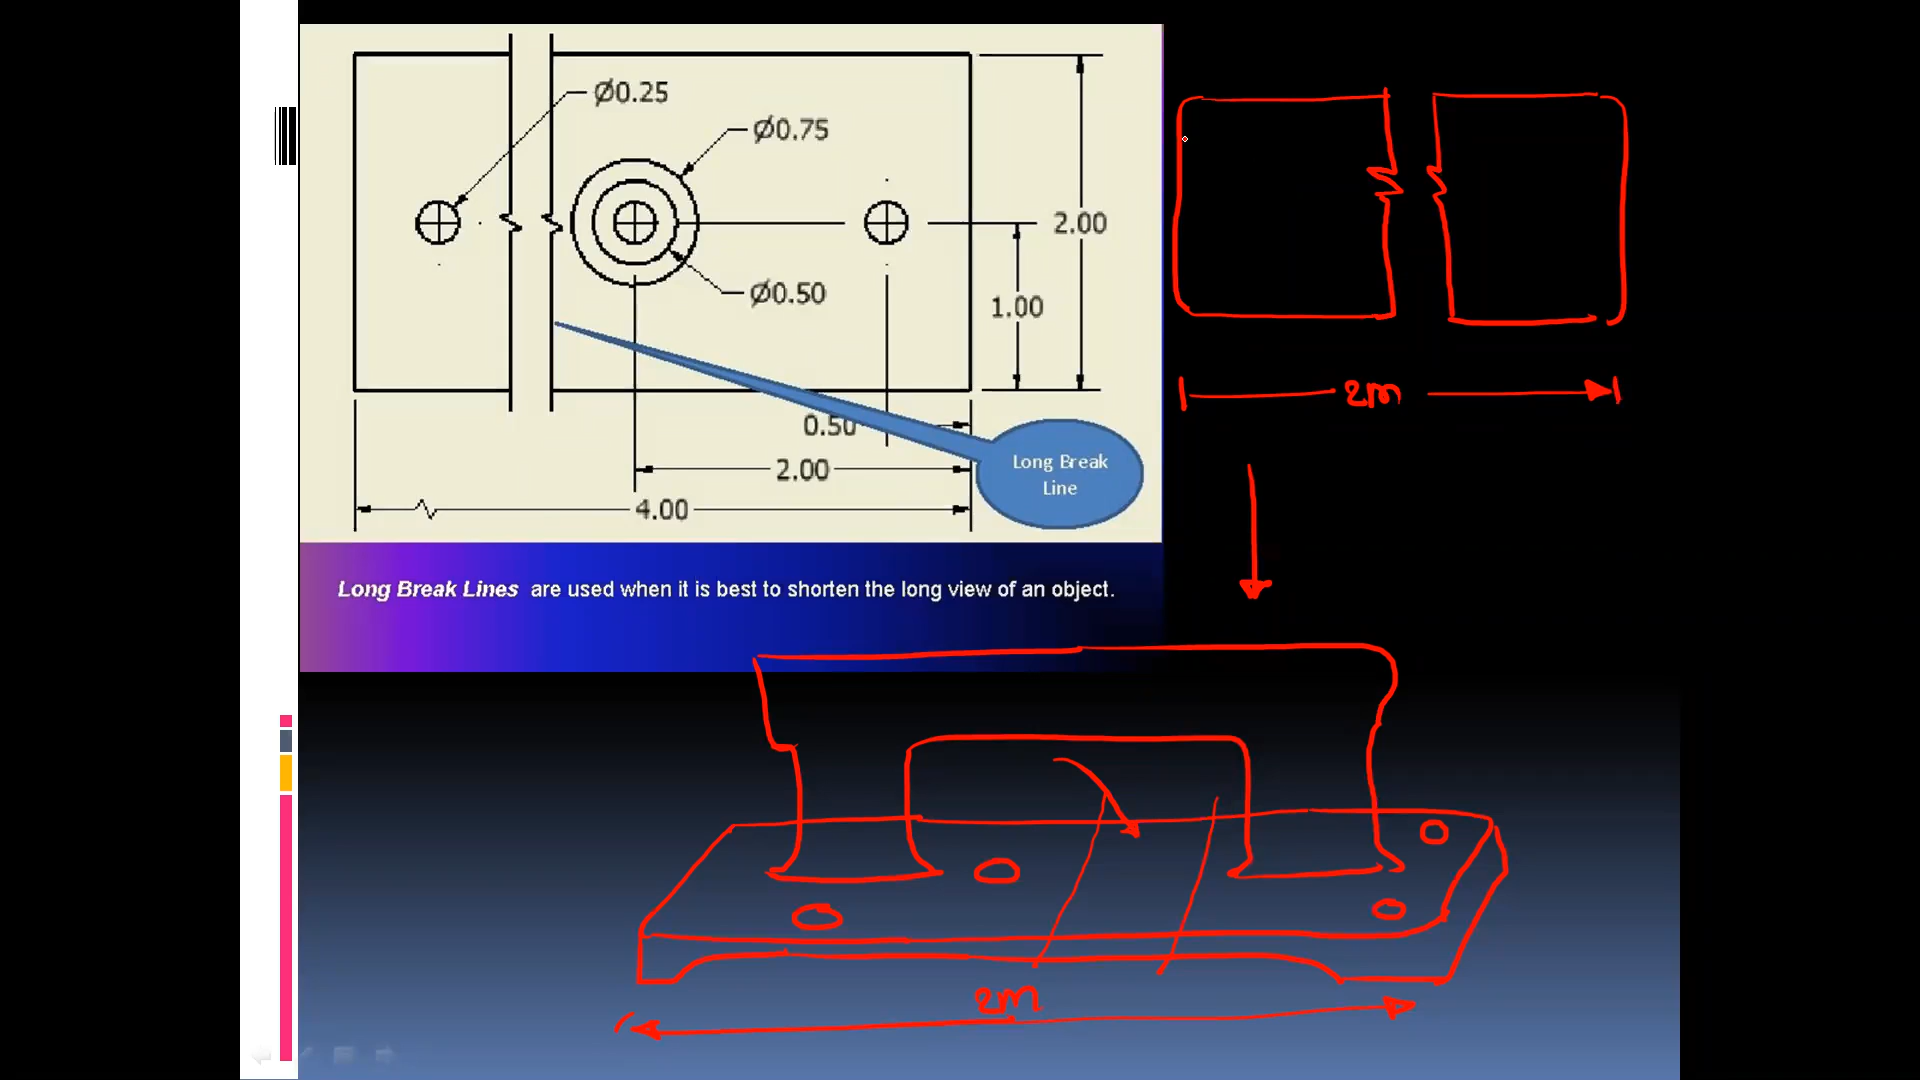 Ø0.25
Ø0.75
2.00
Ø0.50
1.00
0.50
2.00
4.00
Long Break
Line
Long Break Lines are used when it is best to shorten the long view of an object.
2m
2m